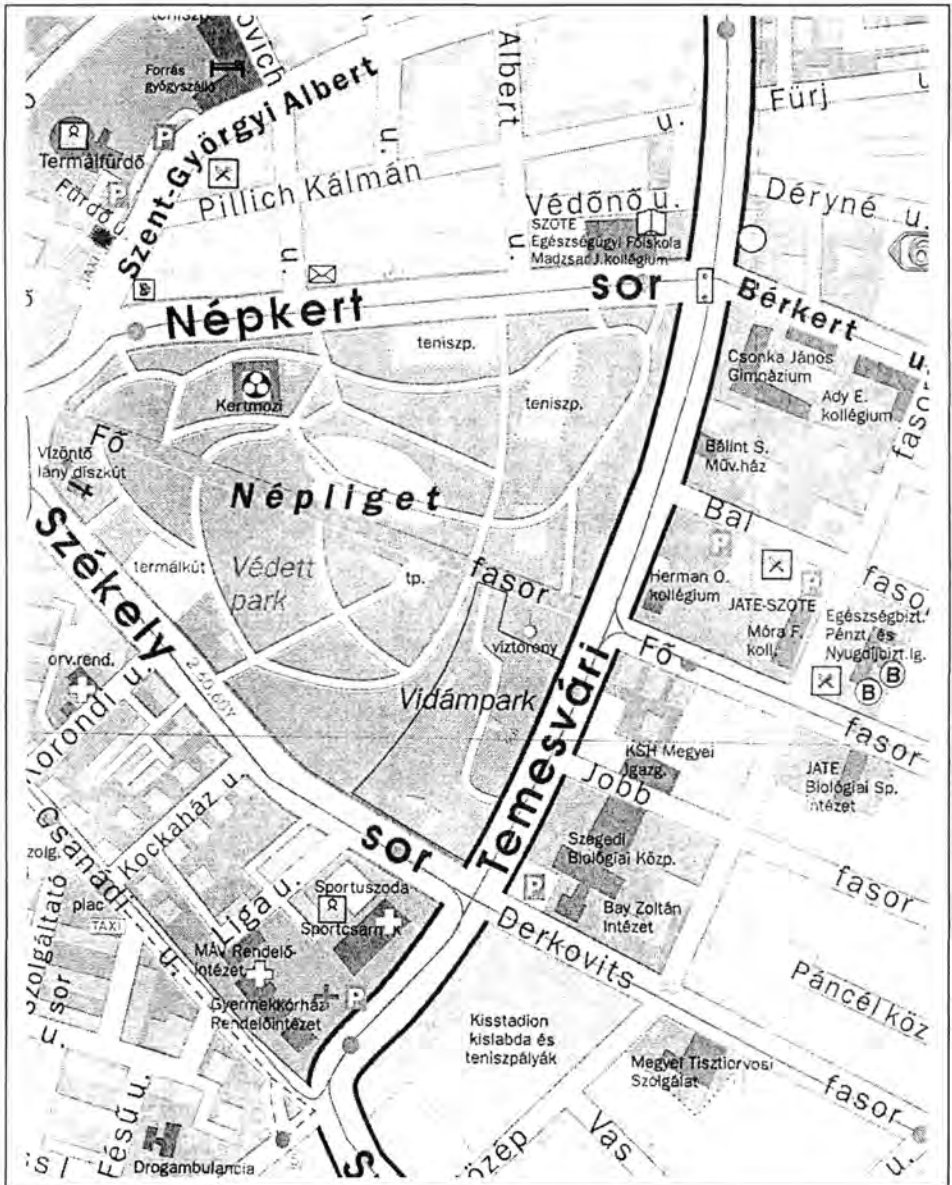 teniszp.
ovich
Forrás
gyógyszálló
Szent-Györgyi Albert
Albert
u.
Fürj
P
Termálfürdő
P
Fürdő u.
TAXI
Pillich Kálmán
u.
u.
Védőnő u.
SZOTE
Egészségügyi Főiskola
Madzsar J. kollégium
Déryné u.
u.
u.
Népkert sor
Bérkert u.
teniszp.
teniszp.
Kertmozi
Csonka János
Gimnázium
Ady E.
kollégium
fasor
Bálint S.
Műv.ház
Vízöntő
lány díszkút
Fő fasor
Népliget
Székely sor
termálkút
Védett
park
tp.
Bal
P
fasor
Herman O.
kollégium
JATE-SZOTE
Móra F.
koll.
Egészségbizt.
Pénzt. és
Nyugdíjbizt.Ig.
B
B
víztorony
Vidámpark
Temesvári
Fő
fasor
orv.rend.
u.
KSH Megyei
Igazg.
Jobb
fasor
JATE
Biológiai Sp.
Intézet
Kockaház u.
Csanádi u.
Liga u.
Szegedi
Biológiai Közp.
Bay Zoltán
Intézet
P
Derkovits
fasor
Sportuszoda
Sportcsarnok
zolg.
piac
TAXI
Szolgáltató
sor
u.
MÁV Rendelő-
intézet
Gyermekkórház
Rendelőintézet
P
Kisstadion
kislabda és
teniszpályák
Páncél köz
Megyei Tisztiorvosi
Szolgálat
Fésű u.
Drogambulancia
Vas
u.